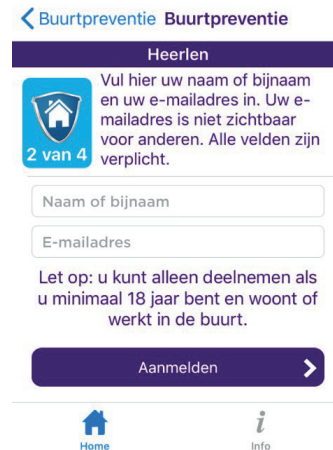 Buurtpreventie Buurtpreventie
Heerlen
Vul hier uw naam of bijnaam
en uw e-mailadres in. Uw e-
mailadres is niet zichtbaar
voor anderen. Alle velden zijn
verplicht.
2 van 4
Naam of bijnaam
E-mailadres
Let op: u kunt alleen deelnemen als
u minimaal 18 jaar bent en woont of
werkt in de buurt.
Aanmelden
Home
i
Info